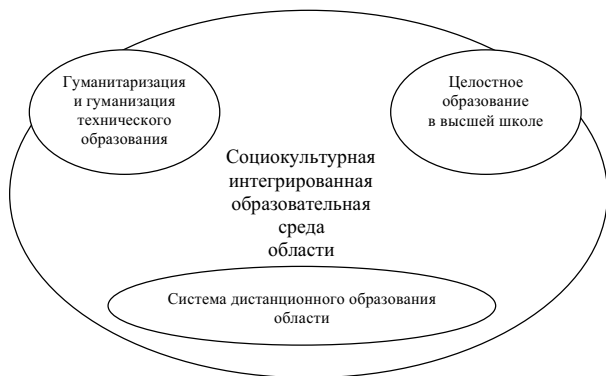 Гуманитаризация
и гуманизация
технического
образования
Целостное
образование
в высшей школе
Социокультурная
интегрированная
образовательная
среда
области
Система дистанционного образования
области